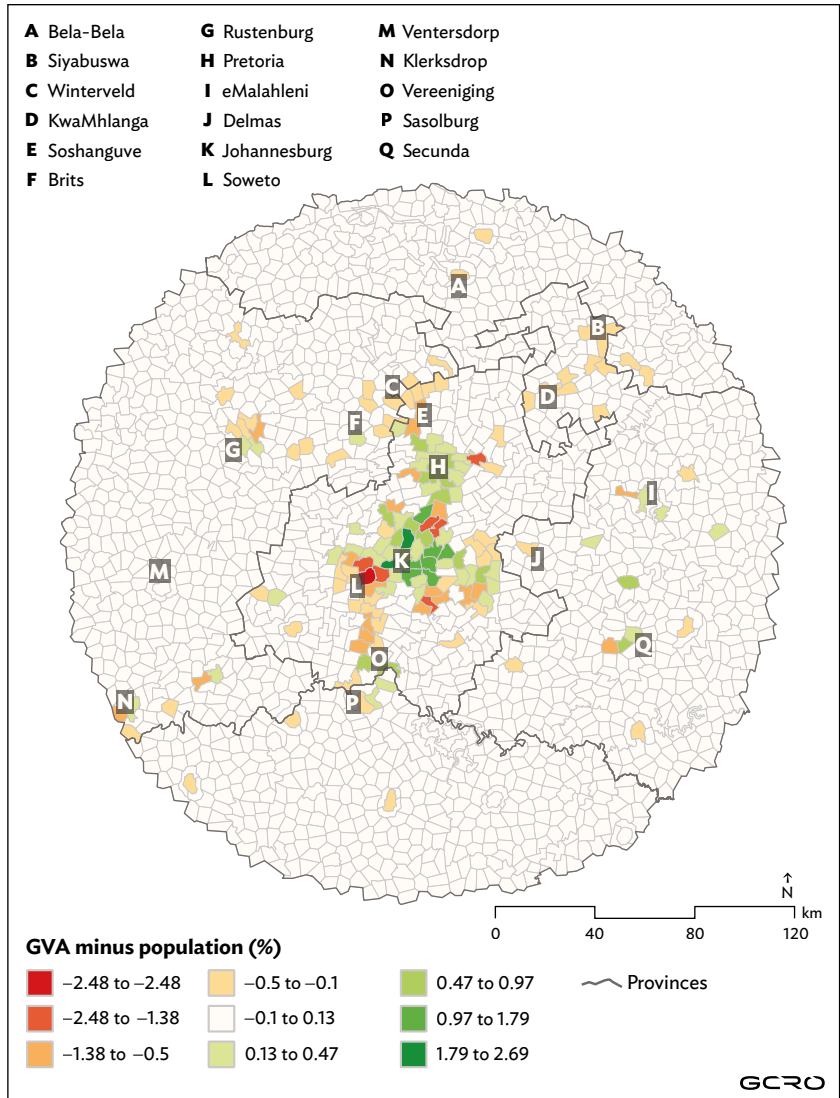 A Bela-Bela
B Siyabuswa
C Winterveld
D KwaMhlanga
E Soshanguve
F Brits
G Rustenburg
H Pretoria
I eMalahleni
J Delmas
K Johannesburg
L Soweto
M Ventersdorp
N Klerksdrop
O Vereeniging
P Sasolburg
Q Secunda
A
B
C
D
E
F
G
H
I
K
J
M
L
O
Q
N
P
N
km
0 40 80 120
GVA minus population (%)
−2.48 to −2.48
−2.48 to −1.38
−1.38 to −0.5
−0.5 to −0.1
−0.1 to 0.13
0.13 to 0.47
0.47 to 0.97
0.97 to 1.79
1.79 to 2.69
Provinces
GCRO